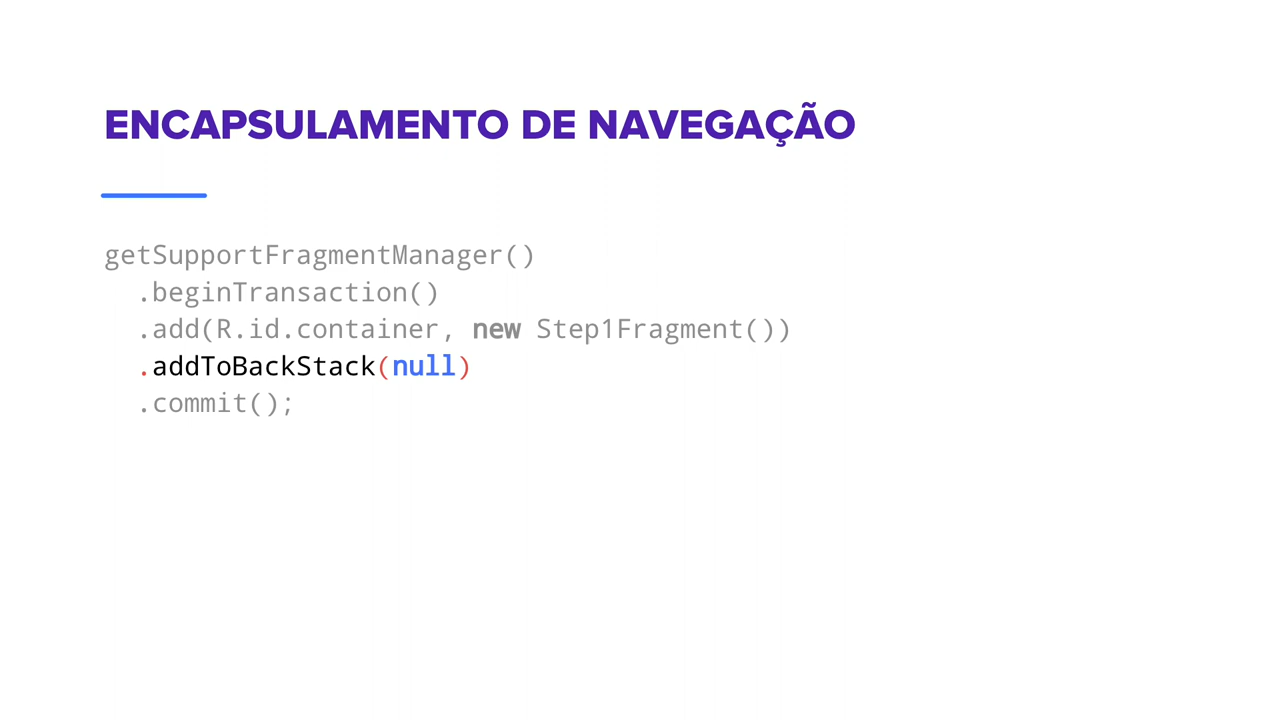 ENCAPSULAMENTO DE NAVEGAÇÃO
getSupportFragmentManager()
  .beginTransaction()
  .add(R.id.container, new Step1Fragment())
  .addToBackStack(null)
  .commit();